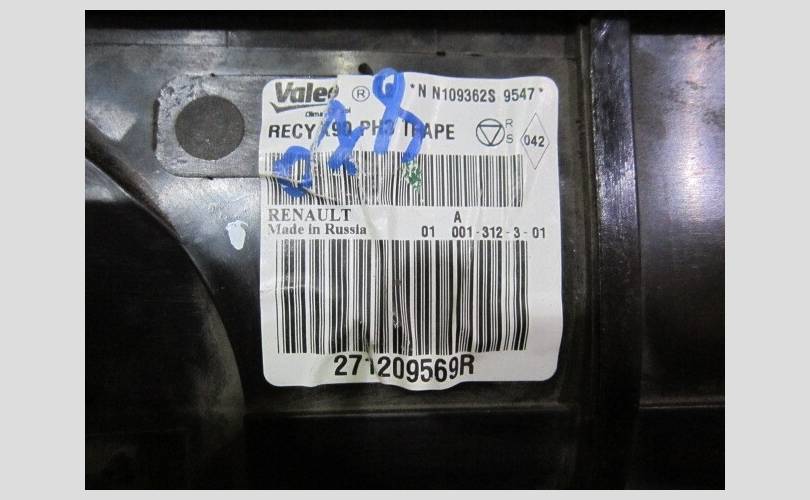 Valeo ® *N N109362S 9547*
RECY X90 PH3 TRAPE R S 042
RENAULT A
Made in Russia 01 001-312-3-01
271209569R